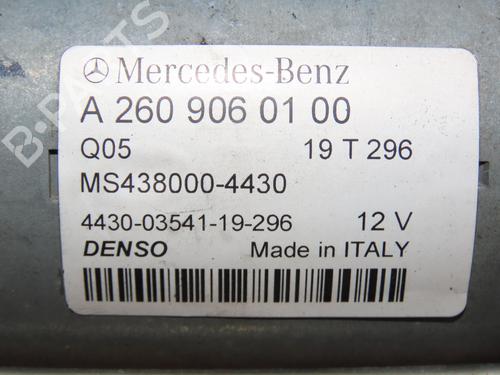 Mercedes-Benz
A 260 906 01 00
Q05 19 T 296
MS438000-4430
4430-03541-19-296 12 V
DENSO Made in ITALY
B-PARTS